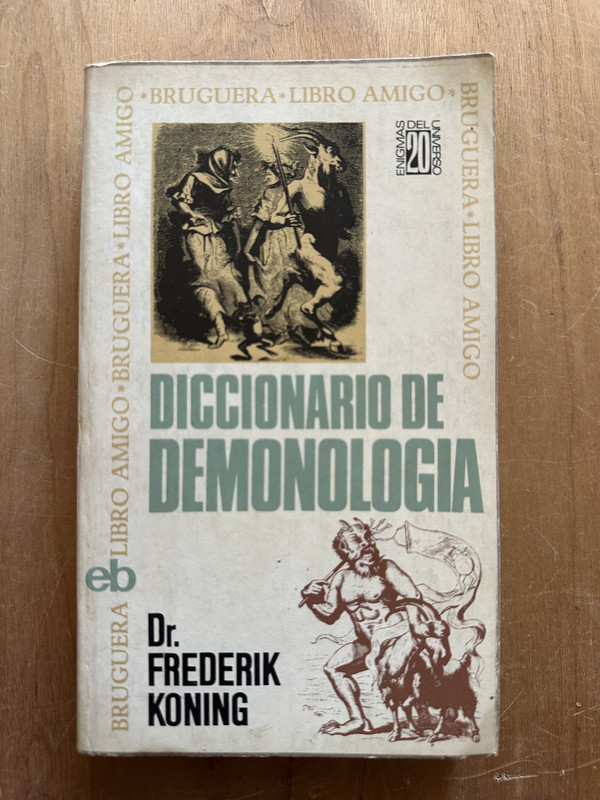 *BRUGUERA*LIBRO AMIGO*
BRUGUERA*LIBRO AMIGO
BRUGUERA LIBRO AMIGO*BRUGUERA*LIBRO AMIGO
ENIGMAS DEL UNIVERSO
20
DICCIONARIO DE
DEMONOLOGIA
eb
Dr.
FREDERIK
KONING